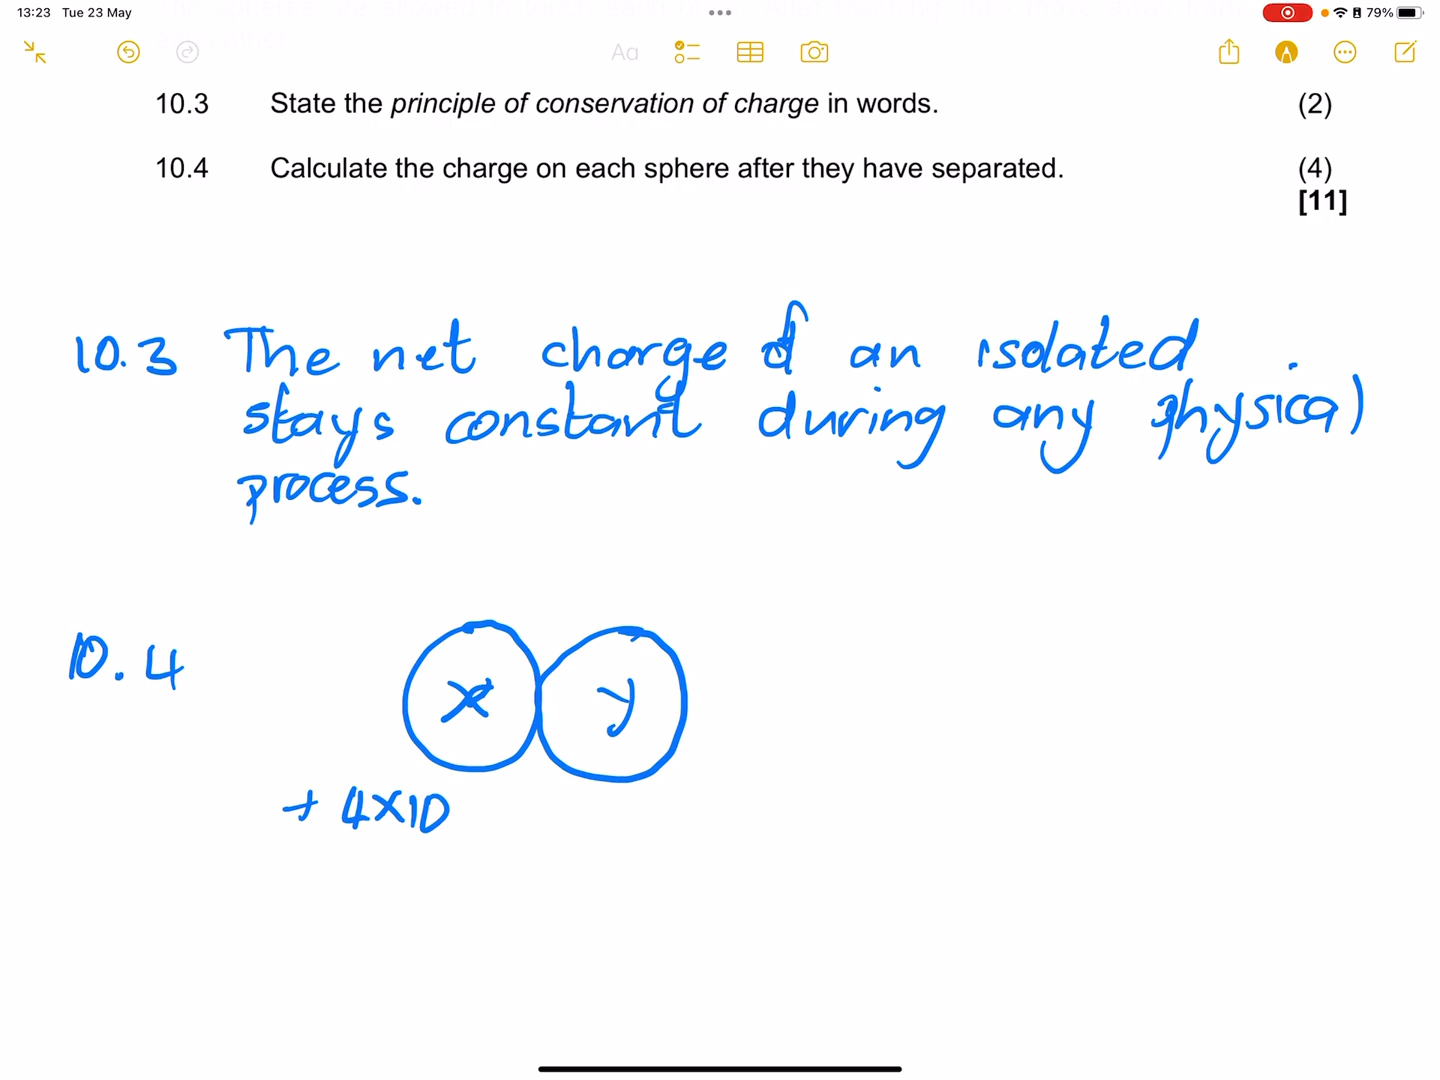 13:23 Tue 23 May
79%
Aa
10.3 State the principle of conservation of charge in words. (2)
10.4 Calculate the charge on each sphere after they have separated. (4)
[11]
10.3 The net charge of an isolated
stays constant during any physical
process.
10.4
x y
+ 4×10